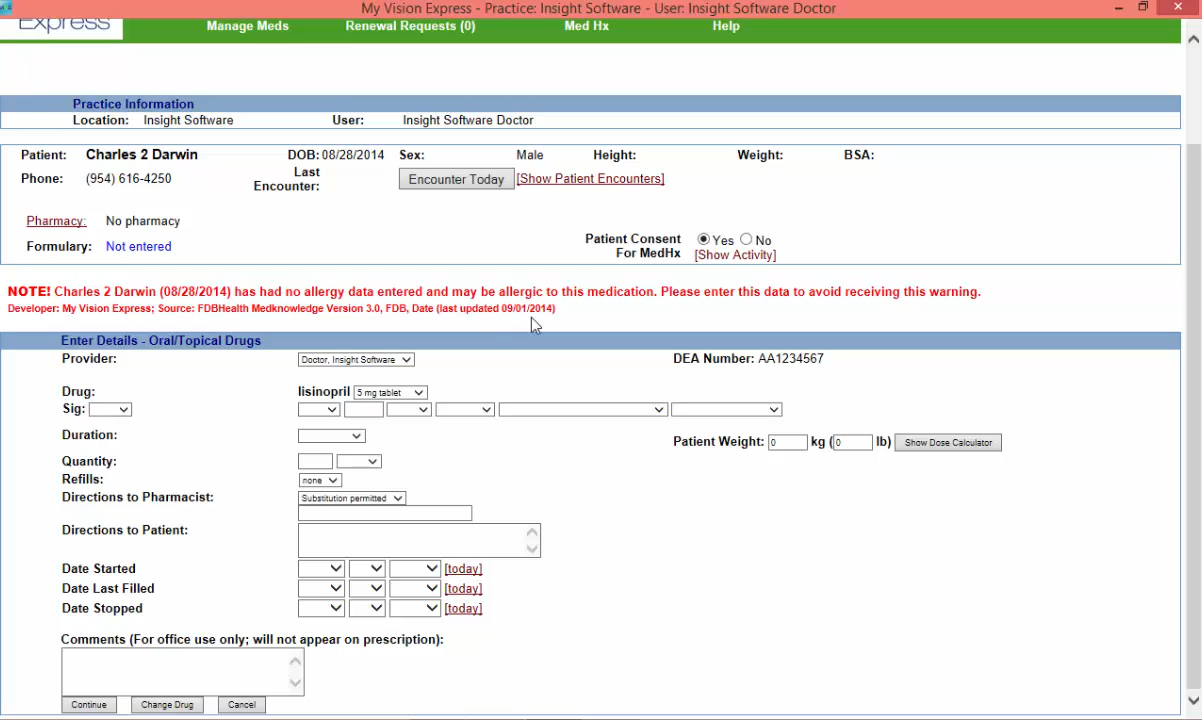 My Vision Express - Practice: Insight Software - User: Insight Software Doctor
Express Manage Meds Renewal Requests (0) Med Hx Help
Practice Information
Location: Insight Software User: Insight Software Doctor
Patient: Charles 2 Darwin DOB: 08/28/2014 Sex: Male Height: Weight: BSA:
Phone: (954) 616-4250 Last Encounter: Encounter Today [Show Patient Encounters]
Pharmacy: No pharmacy
Formulary: Not entered Patient Consent For MedHx Yes No
[Show Activity]
NOTE! Charles 2 Darwin (08/28/2014) has had no allergy data entered and may be allergic to this medication. Please enter this data to avoid receiving this warning.
Developer: My Vision Express; Source: FDBHealth Medknowledge Version 3.0, FDB, Date (last updated 09/01/2014)
Enter Details - Oral/Topical Drugs
Provider: Doctor, Insight Software DEA Number: AA1234567
Drug: lisinopril 5 mg tablet
Sig:
Duration: Patient Weight: 0 kg (0 lb) Show Dose Calculator
Quantity:
Refills: none
Directions to Pharmacist: Substitution permitted
Directions to Patient:
Date Started [today]
Date Last Filled [today]
Date Stopped [today]
Comments (For office use only; will not appear on prescription):
Continue Change Drug Cancel